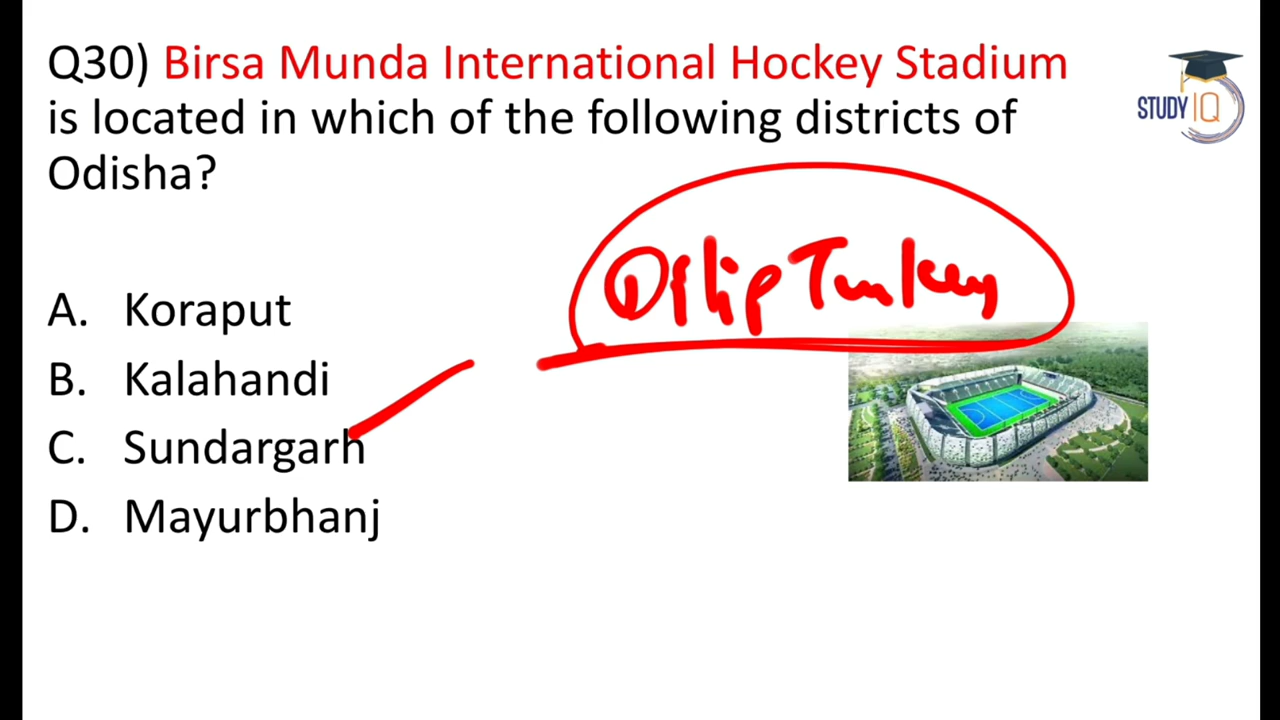 Q30) Birsa Munda International Hockey Stadium
is located in which of the following districts of
Odisha?
STUDY IQ
Dilip Turkey
A. Koraput
B. Kalahandi
C. Sundargarh
D. Mayurbhanj